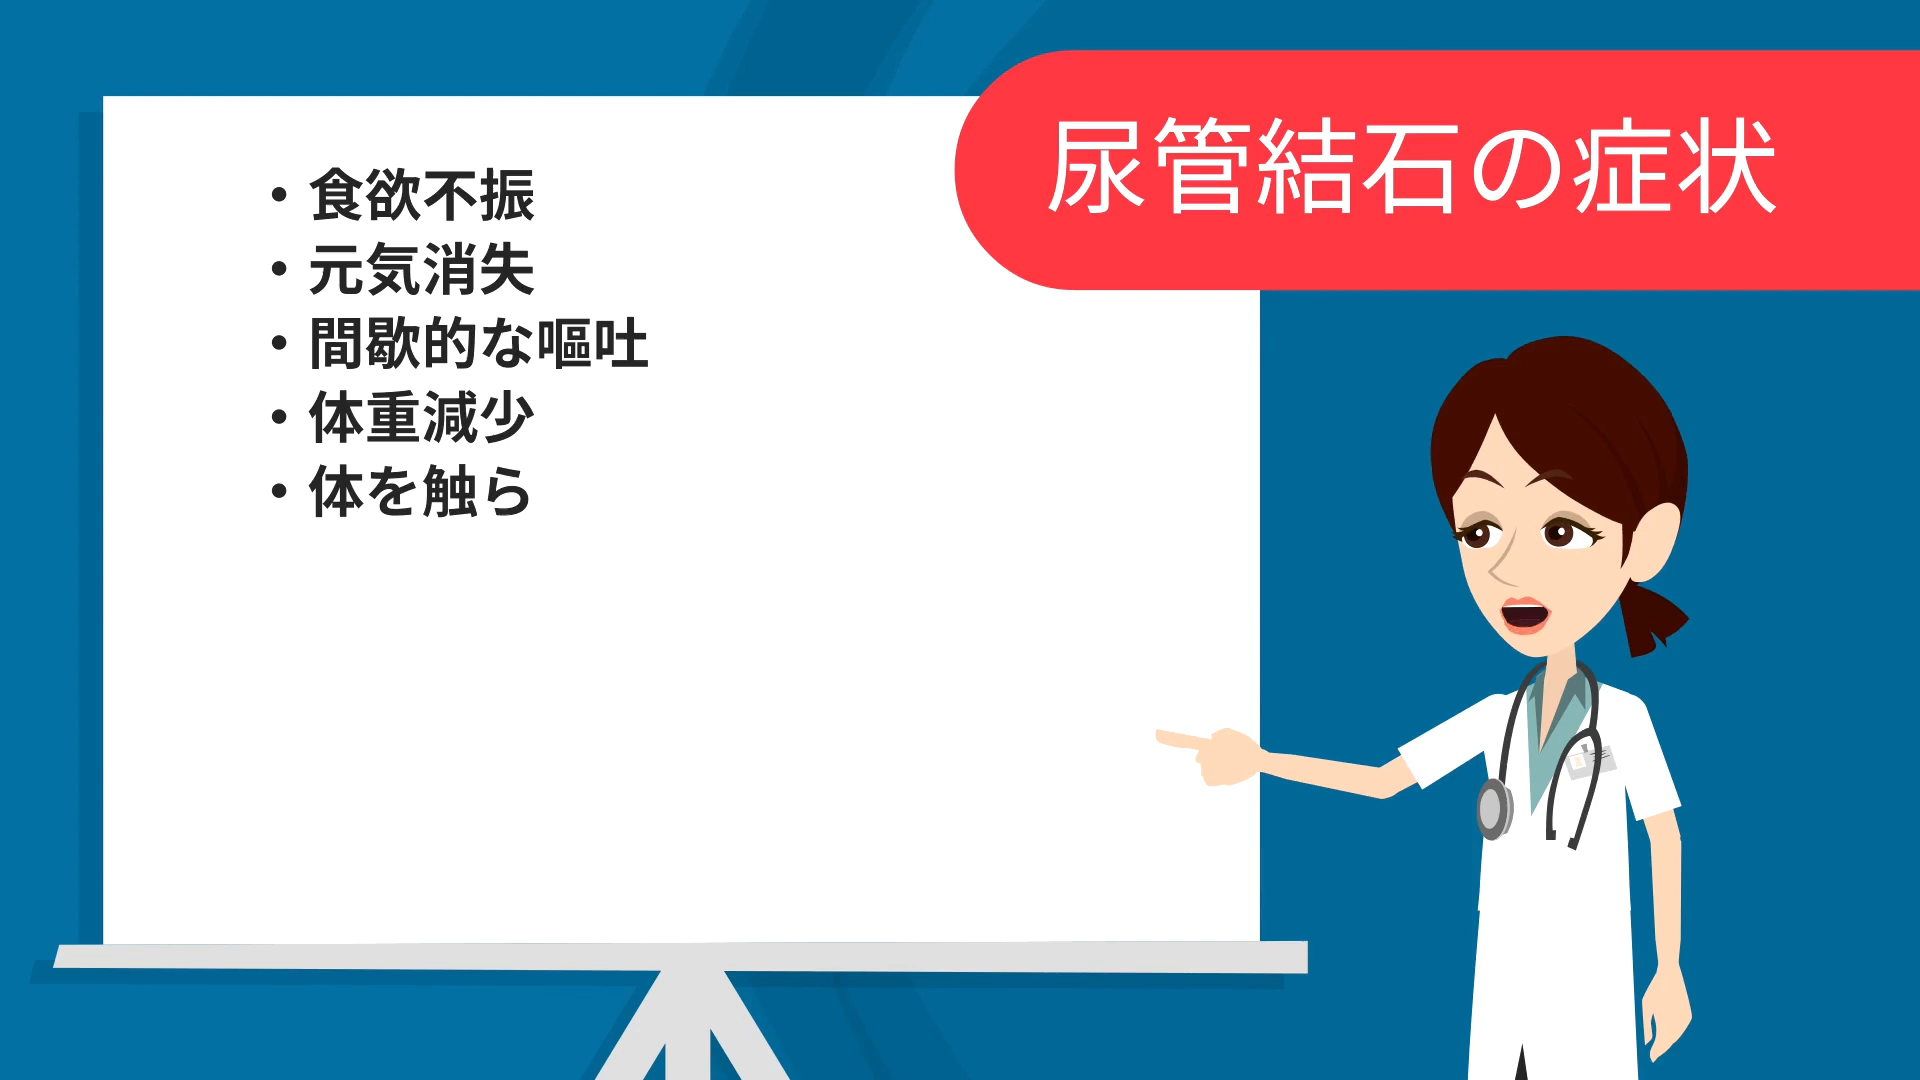 尿管結石の症状
• 食欲不振
• 元気消失
• 間歇的な嘔吐
• 体重減少
• 体を触ら